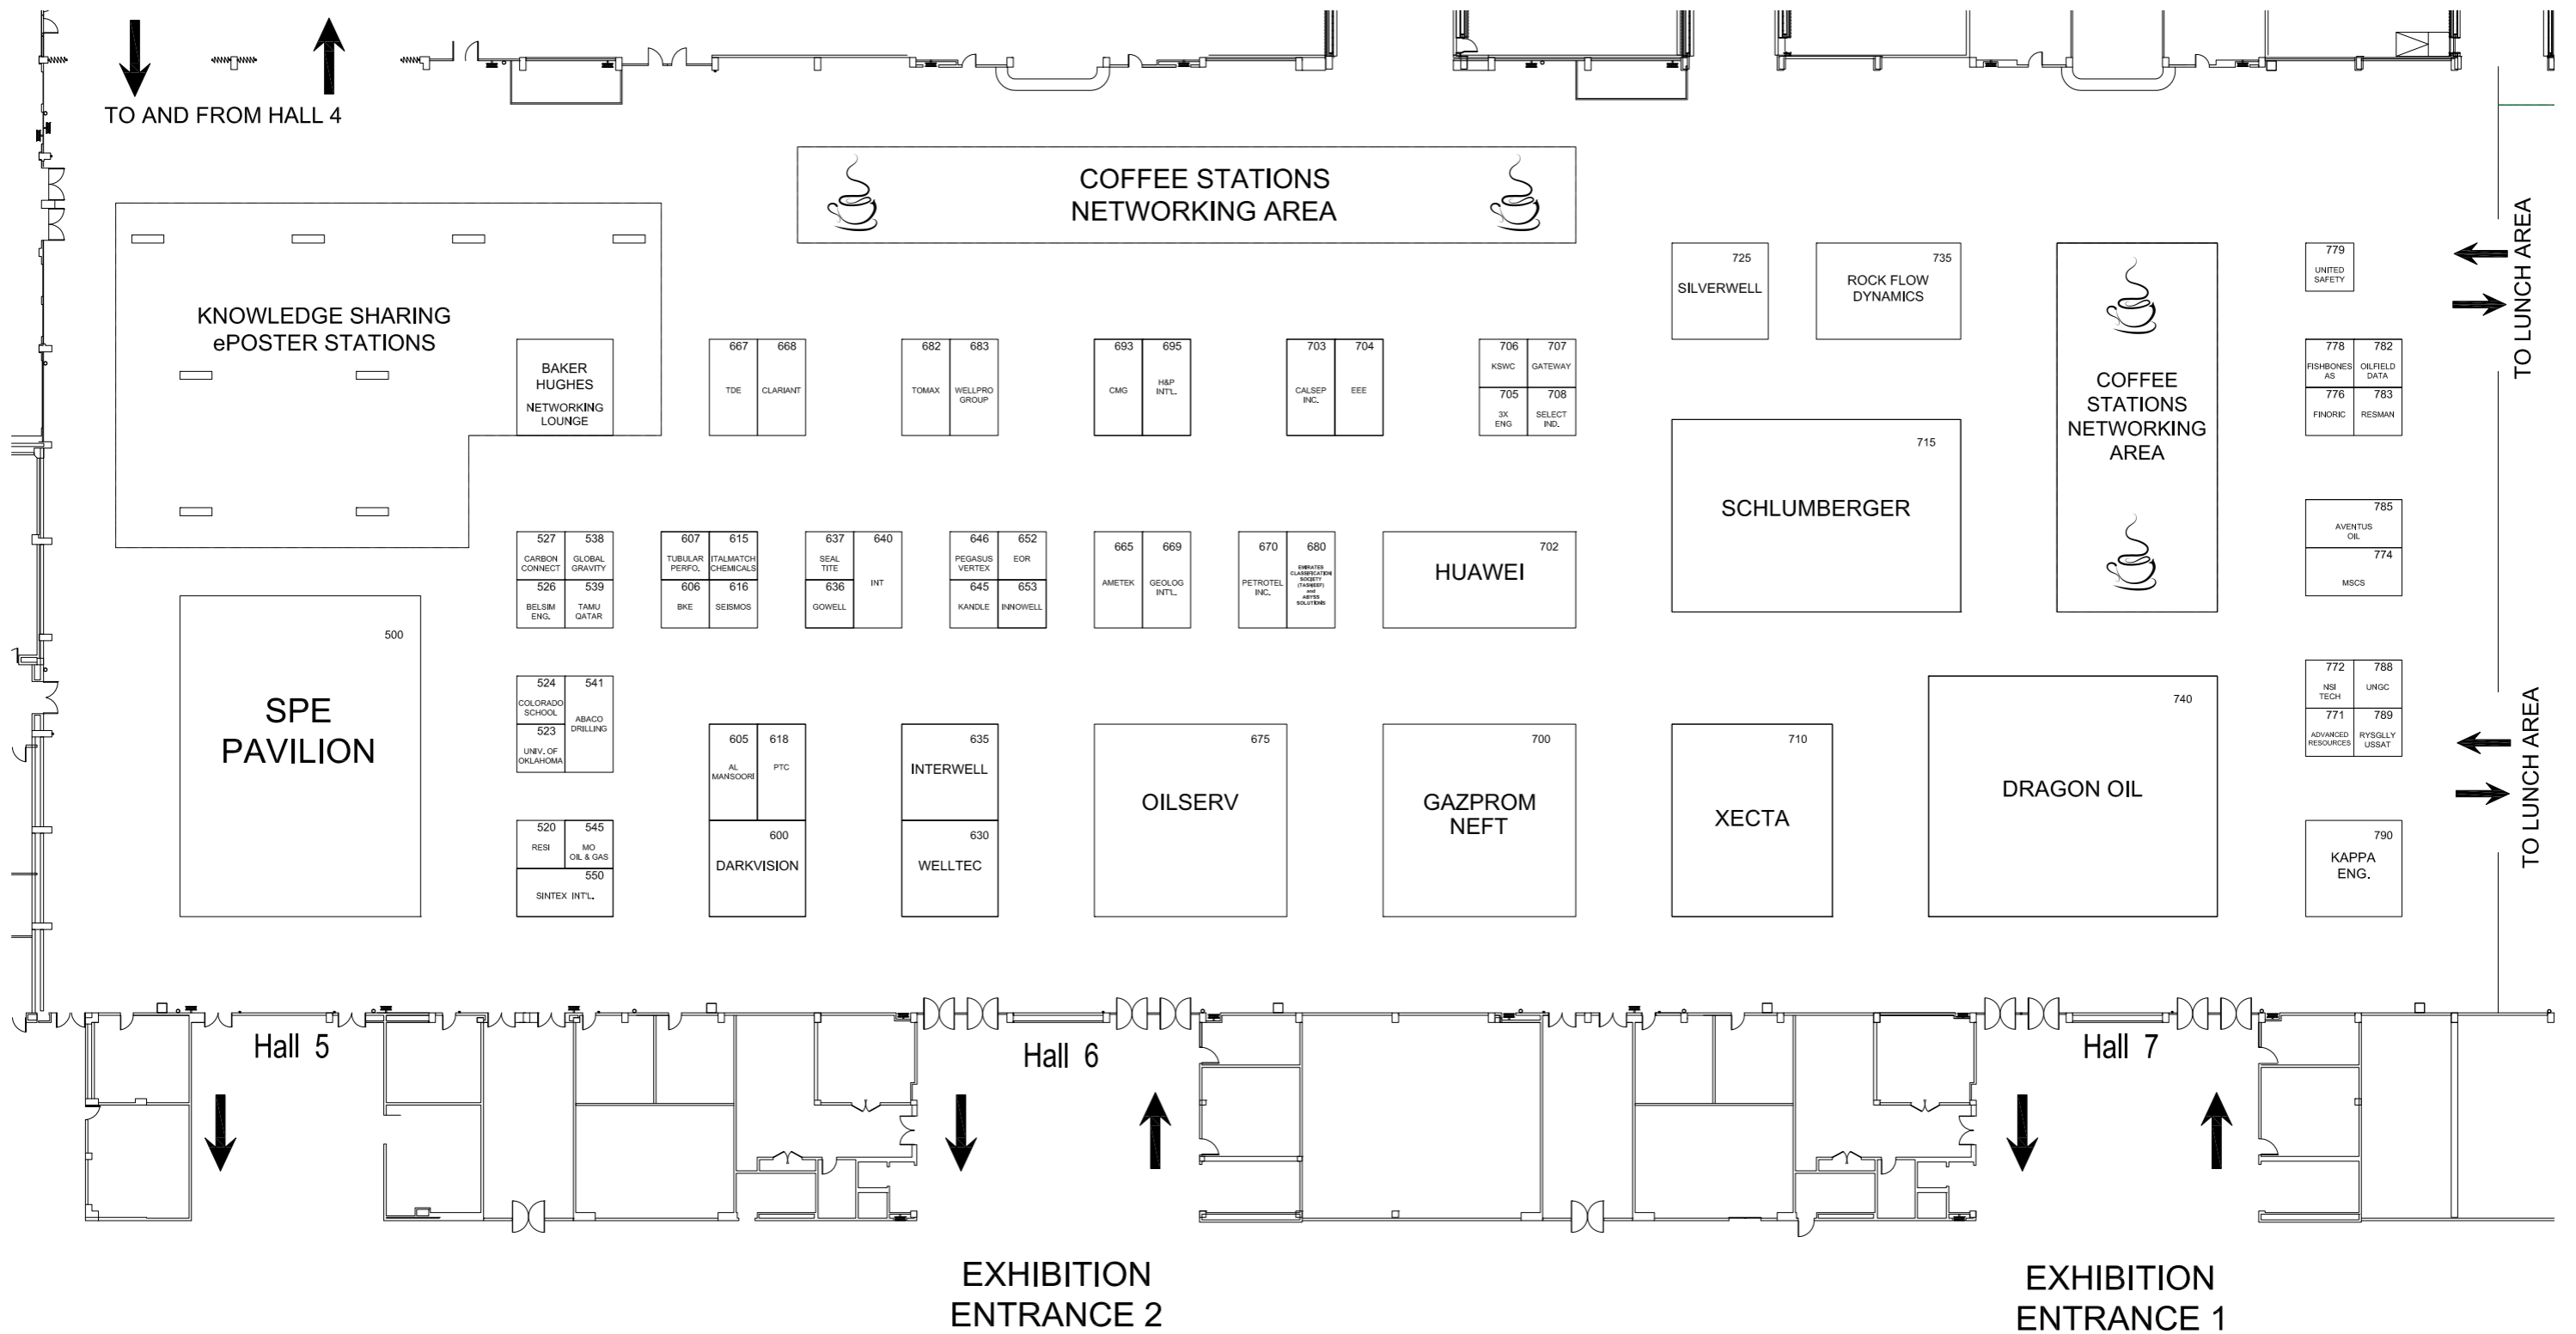 TO AND FROM HALL 4
COFFEE STATIONS
NETWORKING AREA
KNOWLEDGE SHARING
ePOSTER STATIONS
BAKER
HUGHES
NETWORKING
LOUNGE
667
TDE
668
CLARIANT
682
TOMAX
683
WELLPRO
GROUP
693
CMG
695
H&P
INT'L.
703
CALSEP
INC.
704
EEE
706
KSWC
707
GATEWAY
705
3X
ENG
708
SELECT
IND.
725
SILVERWELL
735
ROCK FLOW
DYNAMICS
715
SCHLUMBERGER
COFFEE
STATIONS
NETWORKING
AREA
779
UNITED
SAFETY
778
FISHBONES
AS
782
OILFIELD
DATA
776
FINORIC
783
RESMAN
785
AVENTUS
OIL
774
MSCS
TO LUNCH AREA
527
CARBON
CONNECT
538
GLOBAL
GRAVITY
526
BELSIM
ENG.
539
TAMU
QATAR
607
TUBULAR
PERFO.
615
ITALMATCH
CHEMICALS
606
BKE
616
SEISMOS
637
SEAL
TITE
636
GOWELL
640
INT
646
PEGASUS
VERTEX
652
EOR
645
KANDLE
653
INNOWELL
665
AMETEK
669
GEOLOG
INT'L.
670
PETROTEL
INC.
680
EMIRATES
CLASSIFICATION
SOCIETY
(TASNEEF)
and
ABYSS
SOLUTIONS
702
HUAWEI
500
SPE
PAVILION
524
COLORADO
SCHOOL
523
UNIV. OF
OKLAHOMA
541
ABACO
DRILLING
520
RESI
545
MO
OIL & GAS
550
SINTEX INT'L.
605
AL
MANSOORI
618
PTC
600
DARKVISION
635
INTERWELL
630
WELLTEC
675
OILSERV
700
GAZPROM
NEFT
710
XECTA
740
DRAGON OIL
772
NSI
TECH
788
UNGC
771
ADVANCED
RESOURCES
789
RYSGLLY
USSAT
790
KAPPA
ENG.
TO LUNCH AREA
Hall 5
Hall 6
Hall 7
EXHIBITION
ENTRANCE 2
EXHIBITION
ENTRANCE 1